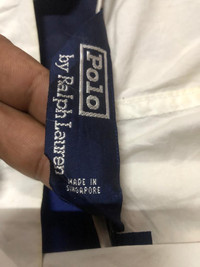 Polo
by Ralph Lauren
MADE IN
SINGAPORE